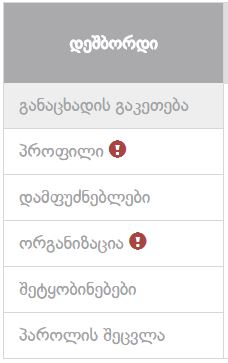 დეშბორდი
განაცხადის გაკეთება
პროფილი
დამფუძნებლები
ორგანიზაცია
შეტყობინებები
პაროლის შეცვლა